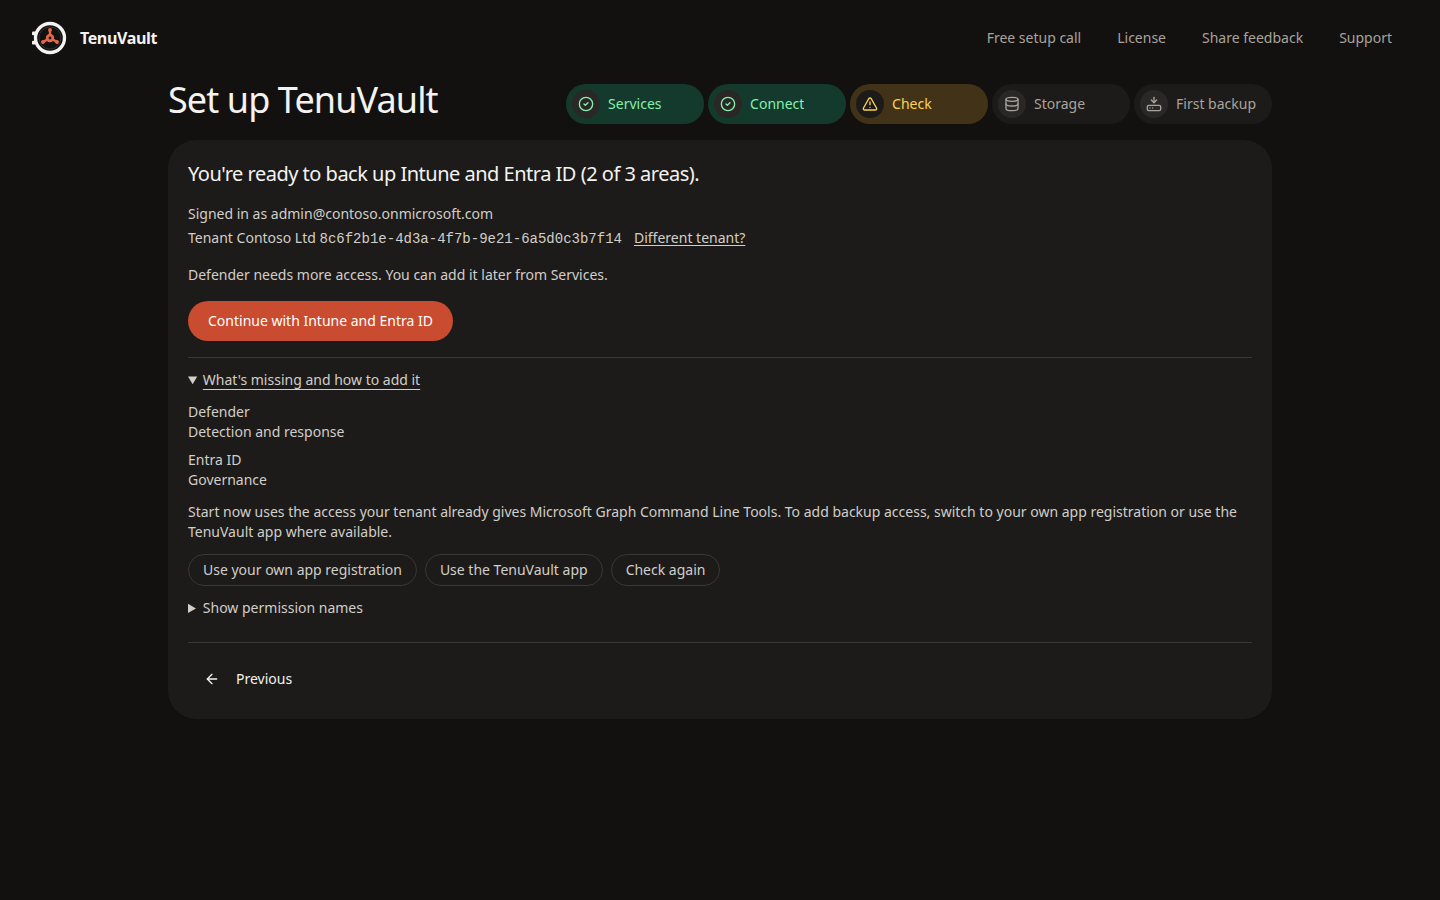 TenuVault
Free setup call
License
Share feedback
Support
Set up TenuVault
Services
Connect
Check
Storage
First backup
You're ready to back up Intune and Entra ID (2 of 3 areas).
Signed in as admin@contoso.onmicrosoft.com
Tenant Contoso Ltd 8c6f2b1e-4d3a-4f7b-9e21-6a5d0c3b7f14 Different tenant?
Defender needs more access. You can add it later from Services.
Continue with Intune and Entra ID
What's missing and how to add it
Defender
Detection and response
Entra ID
Governance
Start now uses the access your tenant already gives Microsoft Graph Command Line Tools. To add backup access, switch to your own app registration or use the
TenuVault app where available.
Use your own app registration
Use the TenuVault app
Check again
Show permission names
Previous